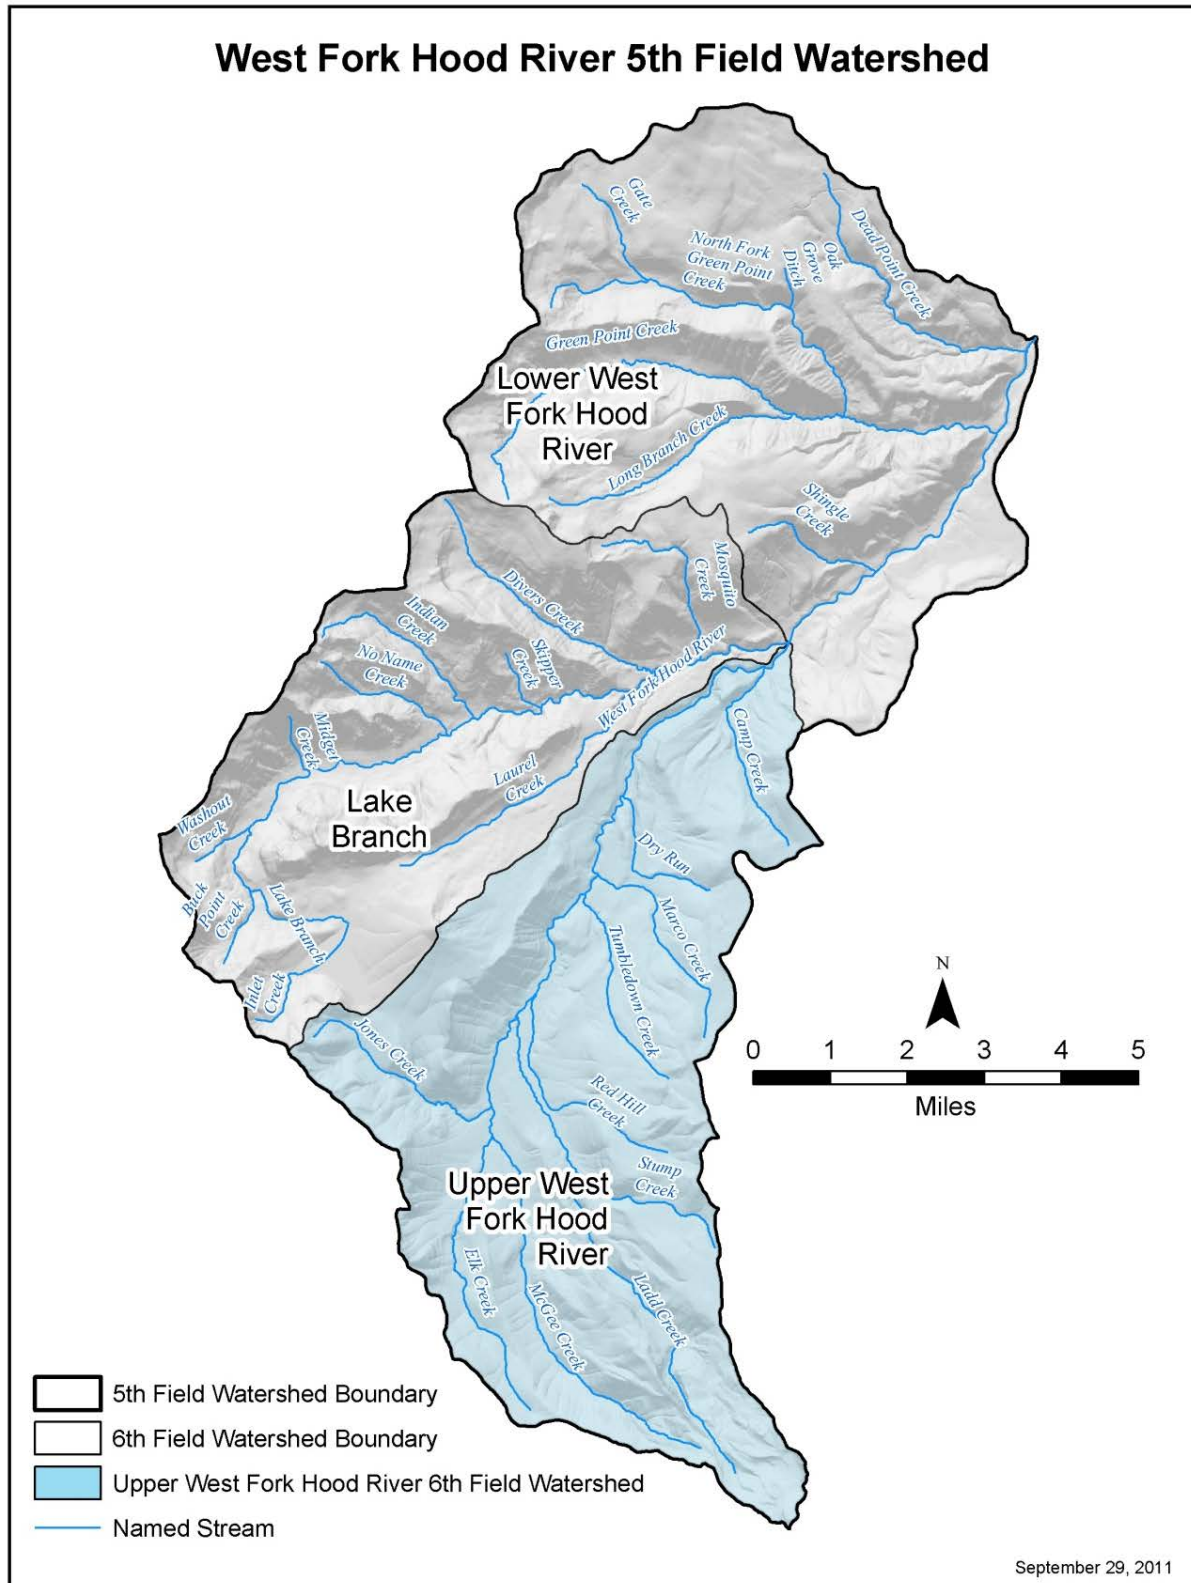 West Fork Hood River 5th Field Watershed
Gate
Creek
North Fork
Green Point
Creek
Oak
Grove
Ditch
Dead Point Creek
Green Point Creek
Lower West
Fork Hood
River
Long Branch Creek
Shingle
Creek
Mosquito
Creek
Divers Creek
Indian
Creek
No Name
Creek
Skipper
Creek
West Fork Hood River
Midget
Creek
Laurel
Creek
Camp Creek
Lake
Branch
Washout
Creek
Buck
Point
Creek
Lake Branch
Inlet
Creek
Dry Run
Marco Creek
Tumbledown Creek
Jones Creek
Red Hill
Creek
Stump
Creek
Upper West
Fork Hood
River
Elk Creek
McGee Creek
Ladd Creek
N
0 1 2 3 4 5
Miles
5th Field Watershed Boundary
6th Field Watershed Boundary
Upper West Fork Hood River 6th Field Watershed
Named Stream
September 29, 2011